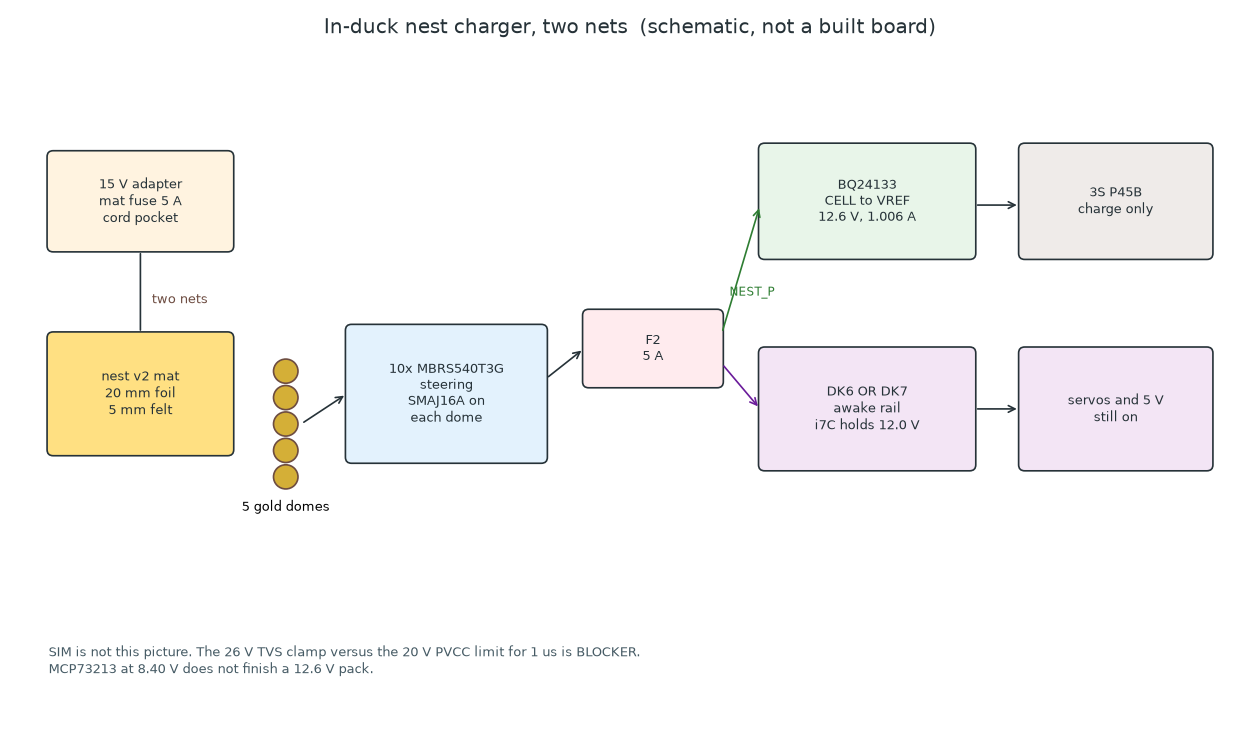 In-duck nest charger, two nets  (schematic, not a built board)
15 V adapter
mat fuse 5 A
cord pocket
two nets
nest v2 mat
20 mm foil
5 mm felt
5 gold domes
10x MBRS540T3G
steering
SMAJ16A on
each dome
F2
5 A
NEST_P
BQ24133
CELL to VREF
12.6 V, 1.006 A
3S P45B
charge only
DK6 OR DK7
awake rail
i7C holds 12.0 V
servos and 5 V
still on
SIM is not this picture. The 26 V TVS clamp versus the 20 V PVCC limit for 1 us is BLOCKER.
MCP73213 at 8.40 V does not finish a 12.6 V pack.